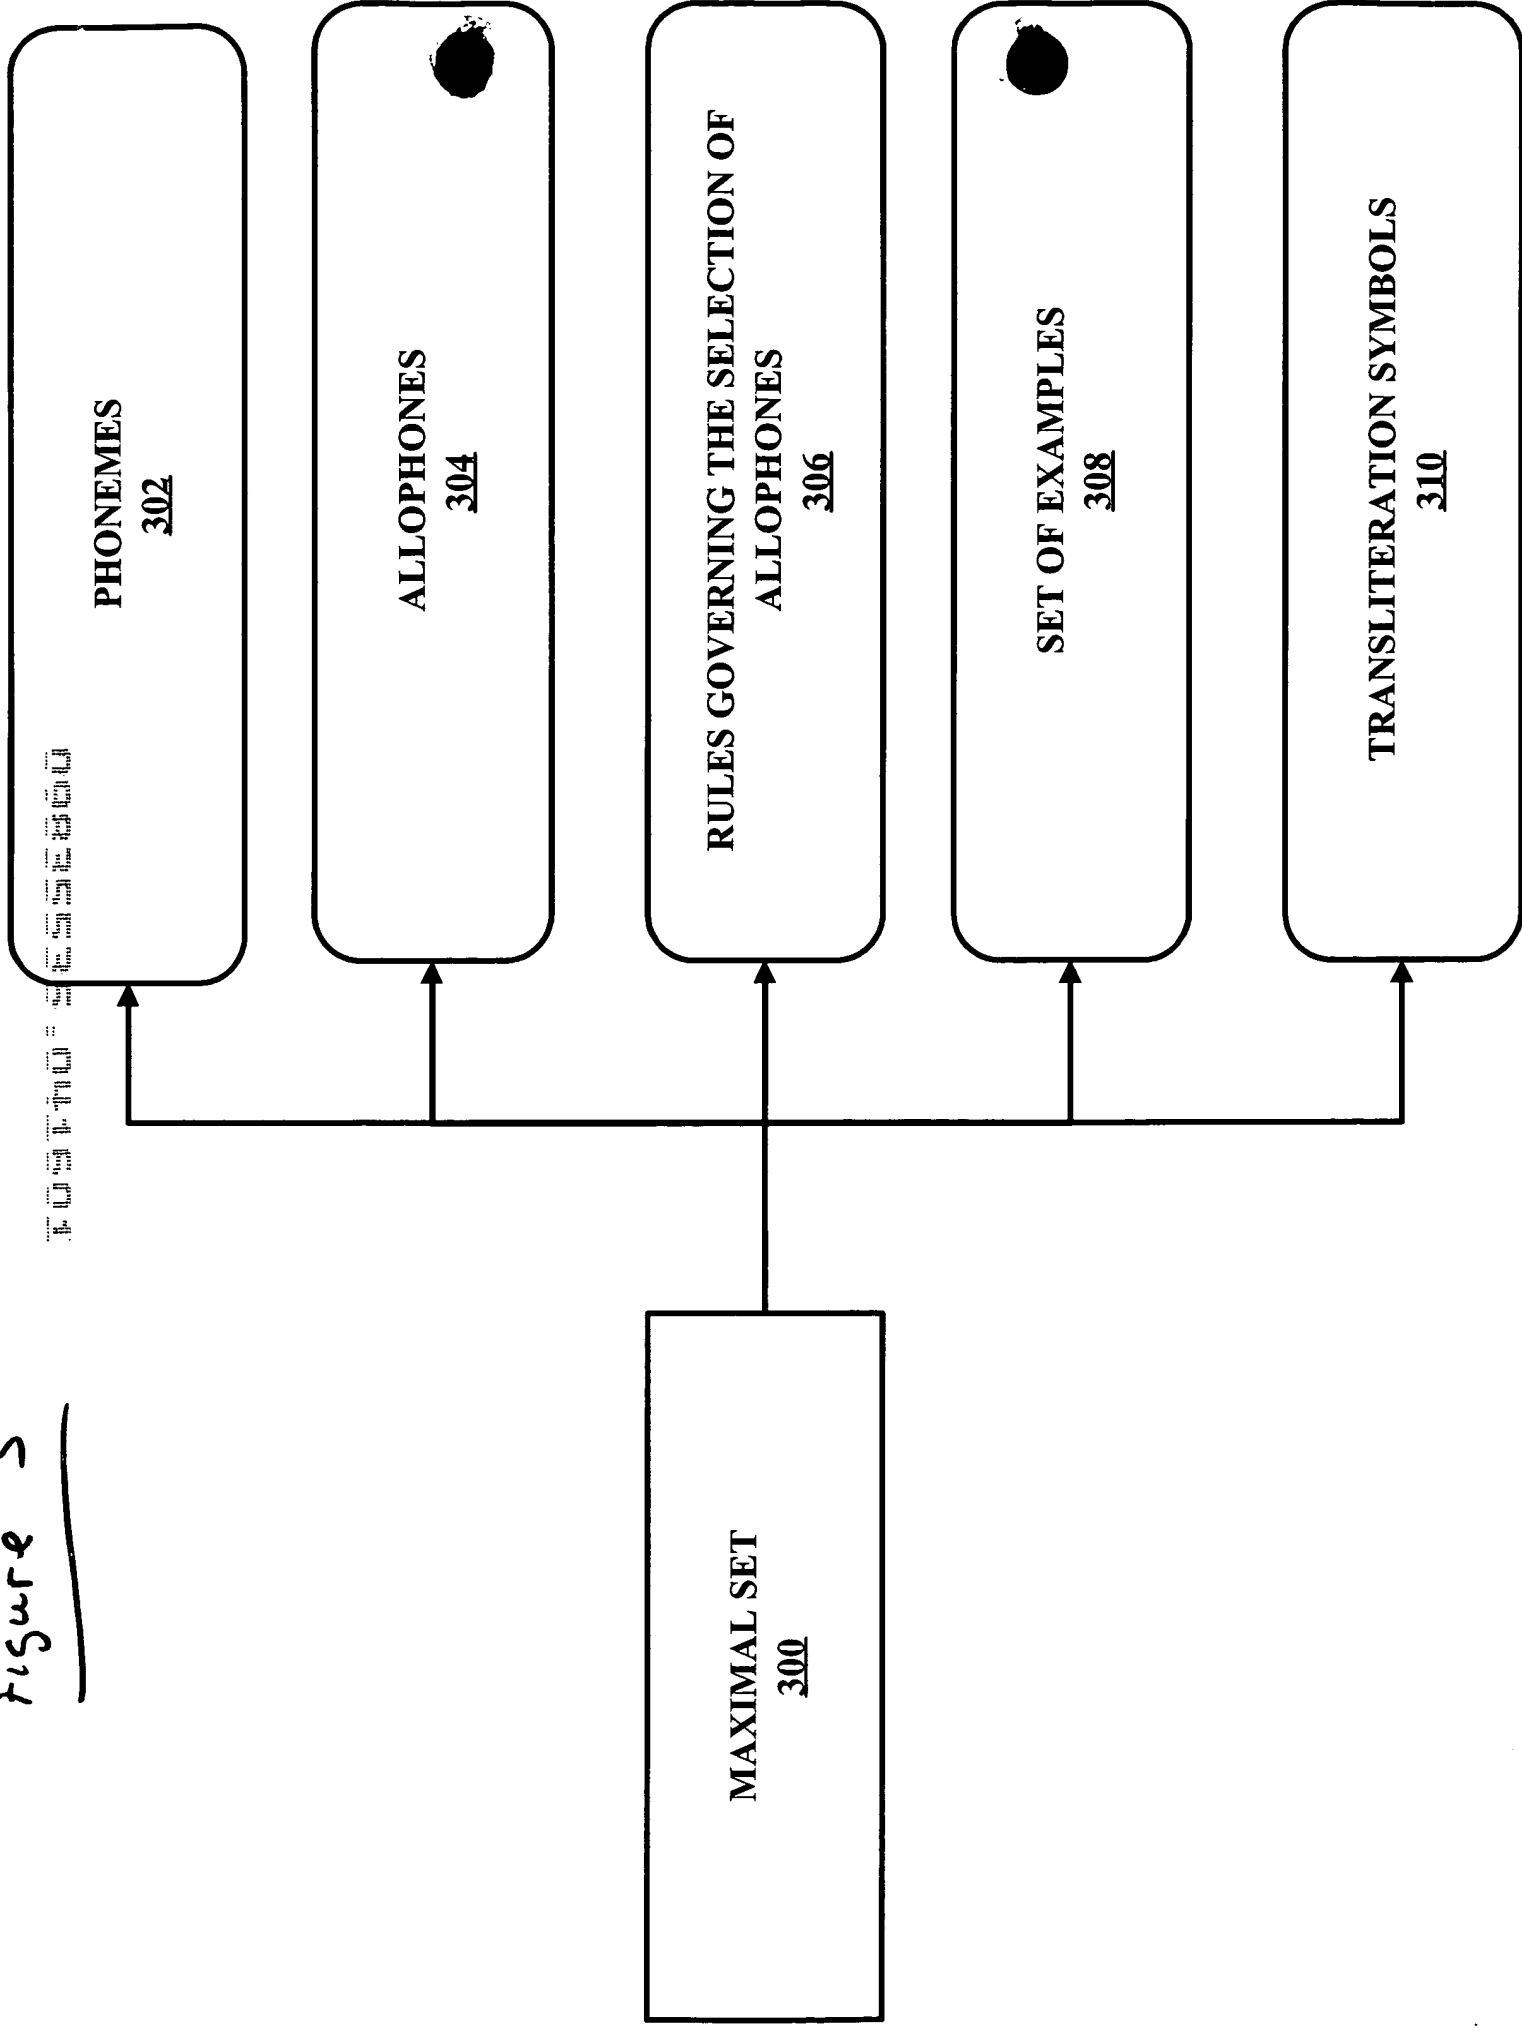 Figure
MAXIMAL SET
300
PHONEMES
302
ALLOPHONES
304
RULES GOVERNING THE SELECTION OF
ALLOPHONES
306
SET OF EXAMPLES
308
TRANSLITERATION SYMBOLS
310